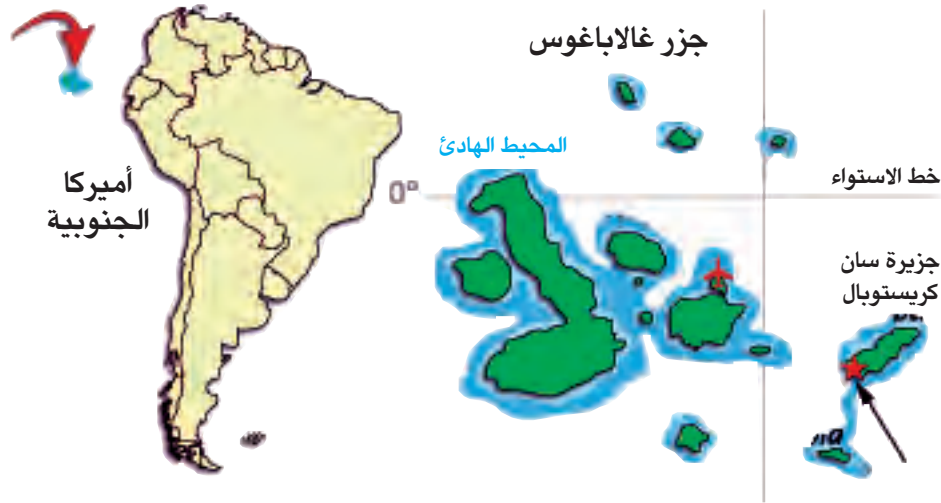 جزر غالاباغوس
المحيط الهادئ
أميركا
الجنوبية
0°
خط الاستواء
جزيرة سان
كريستوبال